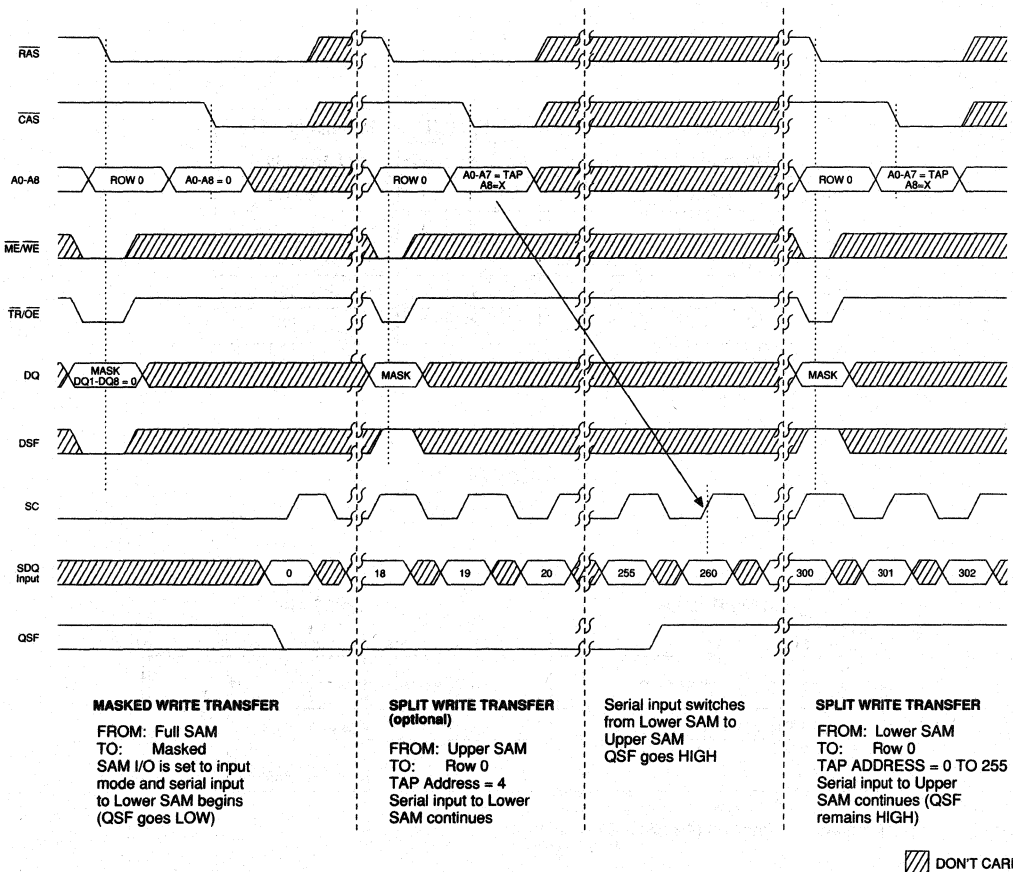 RAS
CAS
A0-A8 ROW 0 A0-A8 = 0 ROW 0 A0-A7 = TAP A8=X ROW 0 A0-A7 = TAP A8=X
ME/WE
TR/OE
DQ MASK DQ1-DQ8 = 0 MASK MASK
DSF
SC
SDQ Input 0 18 19 20 255 260 300 301 302
QSF
MASKED WRITE TRANSFER
FROM: Full SAM
TO: Masked
SAM I/O is set to input
mode and serial input
to Lower SAM begins
(QSF goes LOW)
SPLIT WRITE TRANSFER
(optional)
FROM: Upper SAM
TO: Row 0
TAP Address = 4
Serial input to Lower
SAM continues
Serial input switches
from Lower SAM to
Upper SAM
QSF goes HIGH
SPLIT WRITE TRANSFER
FROM: Lower SAM
TO: Row 0
TAP ADDRESS = 0 TO 255
Serial input to Upper
SAM continues (QSF
remains HIGH)
DON'T CARE